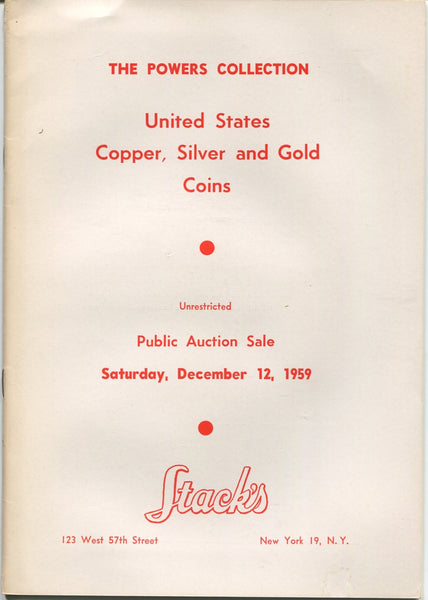 THE POWERS COLLECTION
United States
Copper, Silver and Gold
Coins
Unrestricted
Public Auction Sale
Saturday, December 12, 1959
Stack's
123 West 57th Street New York 19, N.Y.